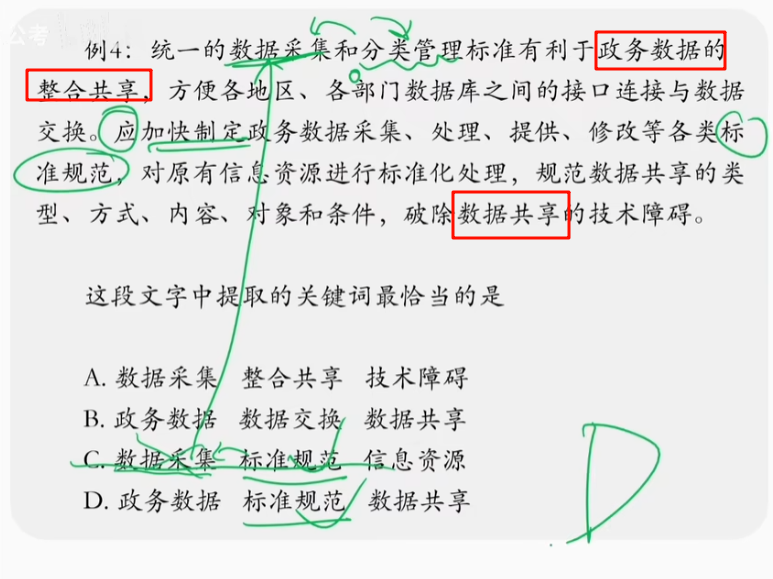 公考
例4：统一的数据采集和分类管理标准有利于政务数据的
整合共享，方便各地区、各部门数据库之间的接口连接与数据
交换。应加快制定政务数据采集、处理、提供、修改等各类标
准规范，对原有信息资源进行标准化处理，规范数据共享的类
型、方式、内容、对象和条件，破除数据共享的技术障碍。
这段文字中提取的关键词最恰当的是
A. 数据采集 整合共享 技术障碍
B. 政务数据 数据交换 数据共享
C. 数据采集 标准规范 信息资源
D. 政务数据 标准规范 数据共享
D